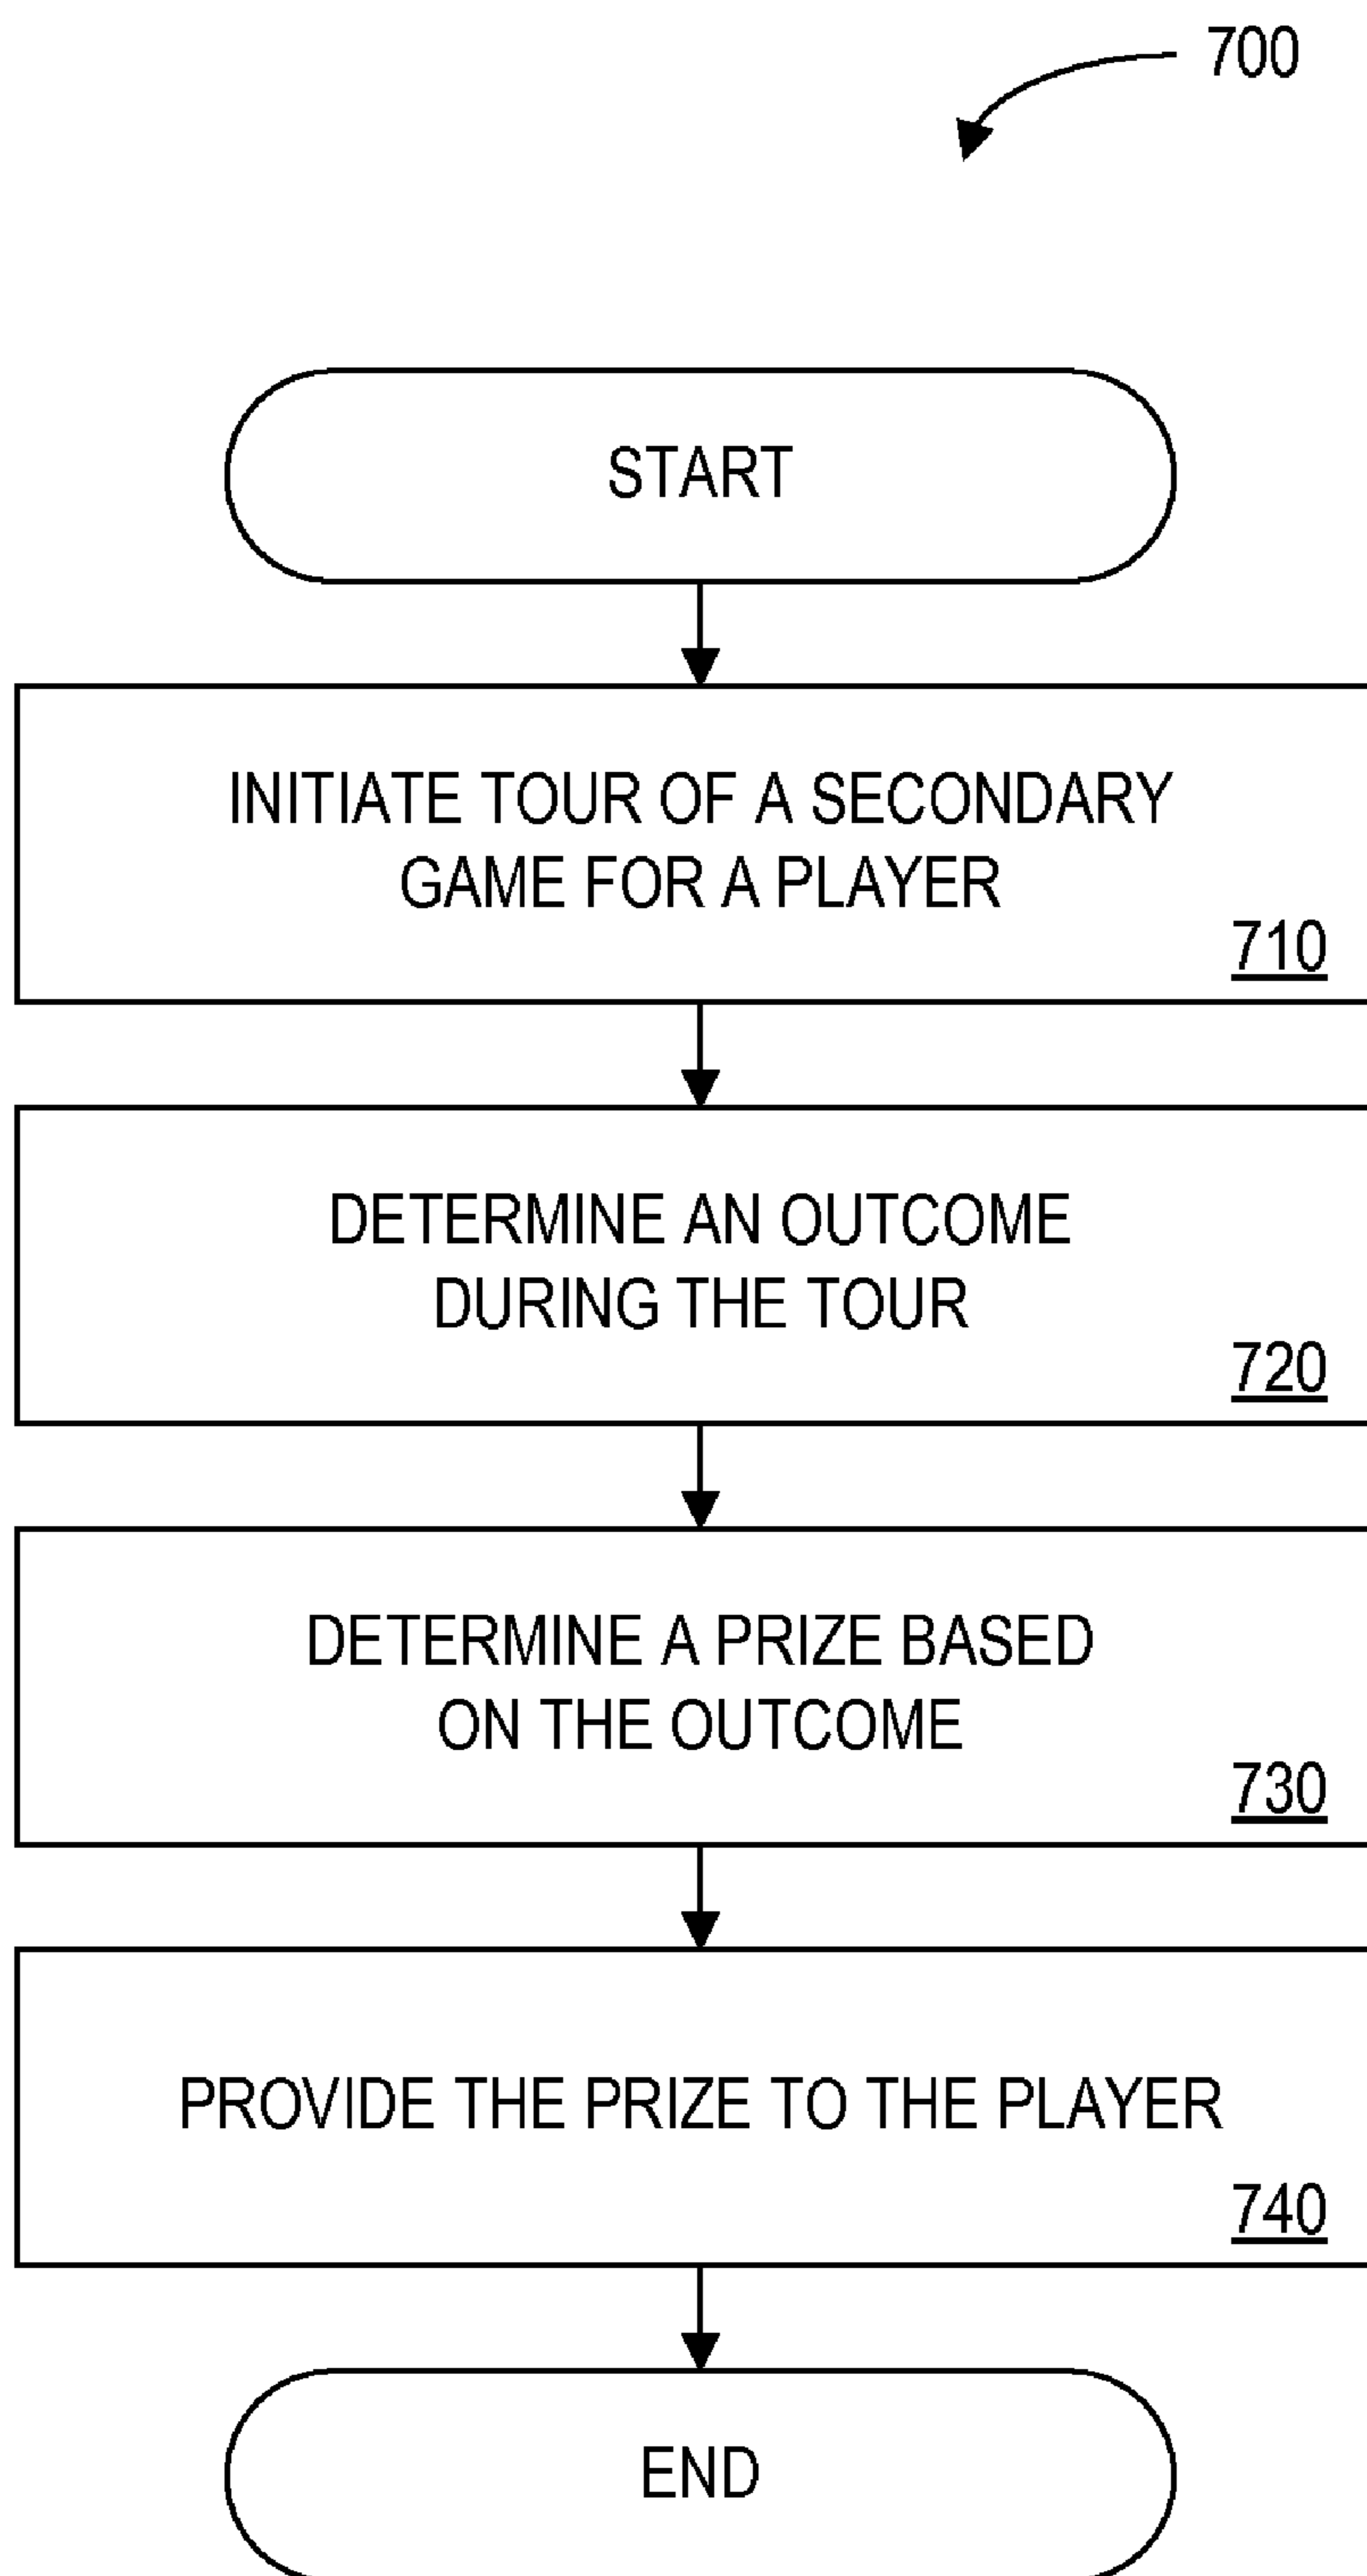 700
START
INITIATE TOUR OF A SECONDARY
GAME FOR A PLAYER
710
DETERMINE AN OUTCOME
DURING THE TOUR
720
DETERMINE A PRIZE BASED
ON THE OUTCOME
730
PROVIDE THE PRIZE TO THE PLAYER
740
END